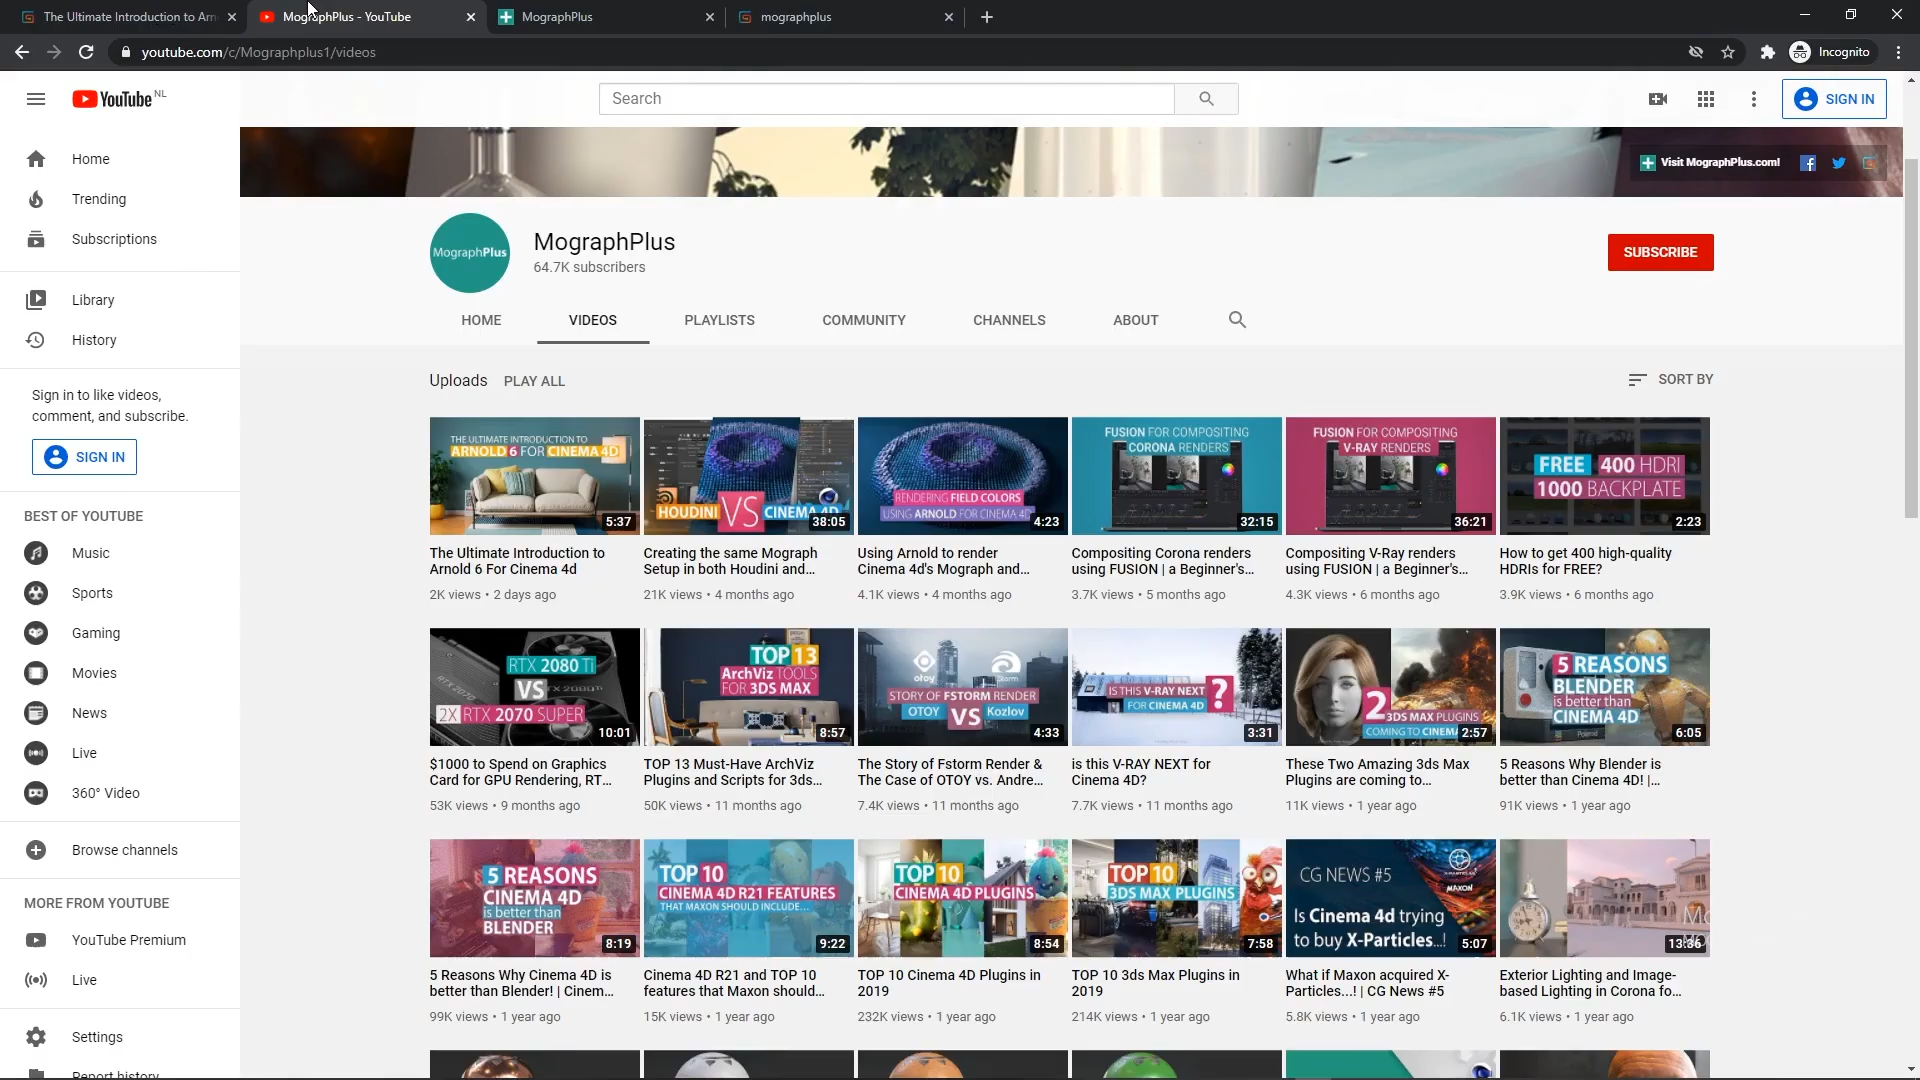 The Ultimate Introduction to Arn
MographPlus - YouTube
MographPlus
mographplus
youtube.com/c/Mographplus1/videos
Incognito
YouTube NL
Search
SIGN IN
Home
Trending
Subscriptions
Library
History
Sign in to like videos,
comment, and subscribe.
SIGN IN
BEST OF YOUTUBE
Music
Sports
Gaming
Movies
News
Live
360° Video
Browse channels
MORE FROM YOUTUBE
YouTube Premium
Live
Settings
Report history
Visit MographPlus.com!
MographPlus
MographPlus
64.7K subscribers
SUBSCRIBE
HOME
VIDEOS
PLAYLISTS
COMMUNITY
CHANNELS
ABOUT
Uploads
PLAY ALL
SORT BY
THE ULTIMATE INTRODUCTION TO
ARNOLD 6 FOR CINEMA 4D
5:37
The Ultimate Introduction to
Arnold 6 For Cinema 4d
2K views • 2 days ago
HOUDINI VS CINEMA 4D
38:05
Creating the same Mograph
Setup in both Houdini and...
21K views • 4 months ago
RENDERING FIELD COLORS
USING ARNOLD FOR CINEMA 4D
4:23
Using Arnold to render
Cinema 4d's Mograph and...
4.1K views • 4 months ago
FUSION FOR COMPOSITING
CORONA RENDERS
32:15
Compositing Corona renders
using FUSION | a Beginner's...
3.7K views • 5 months ago
FUSION FOR COMPOSITING
V-RAY RENDERS
36:21
Compositing V-Ray renders
using FUSION | a Beginner's...
4.3K views • 6 months ago
FREE 400 HDRI
1000 BACKPLATE
2:23
How to get 400 high-quality
HDRIs for FREE?
3.9K views • 6 months ago
RTX 2080 Ti
VS
2X RTX 2070 SUPER
10:01
$1000 to Spend on Graphics
Card for GPU Rendering, RT...
53K views • 9 months ago
TOP 13
ArchViz TOOLS
FOR 3DS MAX
8:57
TOP 13 Must-Have ArchViz
Plugins and Scripts for 3ds...
50K views • 11 months ago
otoy
STORY OF FSTORM RENDER
OTOY VS Kozlov
4:33
The Story of Fstorm Render &
The Case of OTOY vs. Andre...
7.4K views • 11 months ago
IS THIS V-RAY NEXT
FOR CINEMA 4D
?
3:31
is this V-RAY NEXT for
Cinema 4D?
7.7K views • 11 months ago
2 3DS MAX PLUGINS
COMING TO CINEMA
2:57
These Two Amazing 3ds Max
Plugins are coming to...
11K views • 1 year ago
5 REASONS
BLENDER
is better than
CINEMA 4D
Polaroid
6:05
5 Reasons Why Blender is
better than Cinema 4D! |...
91K views • 1 year ago
5 REASONS
CINEMA 4D
is better than
BLENDER
8:19
5 Reasons Why Cinema 4D is
better than Blender! | Cinem...
99K views • 1 year ago
TOP 10
CINEMA 4D R21 FEATURES
THAT MAXON SHOULD INCLUDE...
9:22
Cinema 4D R21 and TOP 10
features that Maxon should...
15K views • 1 year ago
TOP 10
CINEMA 4D PLUGINS
8:54
TOP 10 Cinema 4D Plugins in
2019
232K views • 1 year ago
TOP 10
3DS MAX PLUGINS
7:58
TOP 10 3ds Max Plugins in
2019
214K views • 1 year ago
CG NEWS #5
X-PARTICLES
MAXON
Is Cinema 4d trying
to buy X-Particles...!
5:07
What if Maxon acquired X-
Particles...! | CG News #5
5.8K views • 1 year ago
13:36
Exterior Lighting and Image-
based Lighting in Corona fo...
6.1K views • 1 year ago